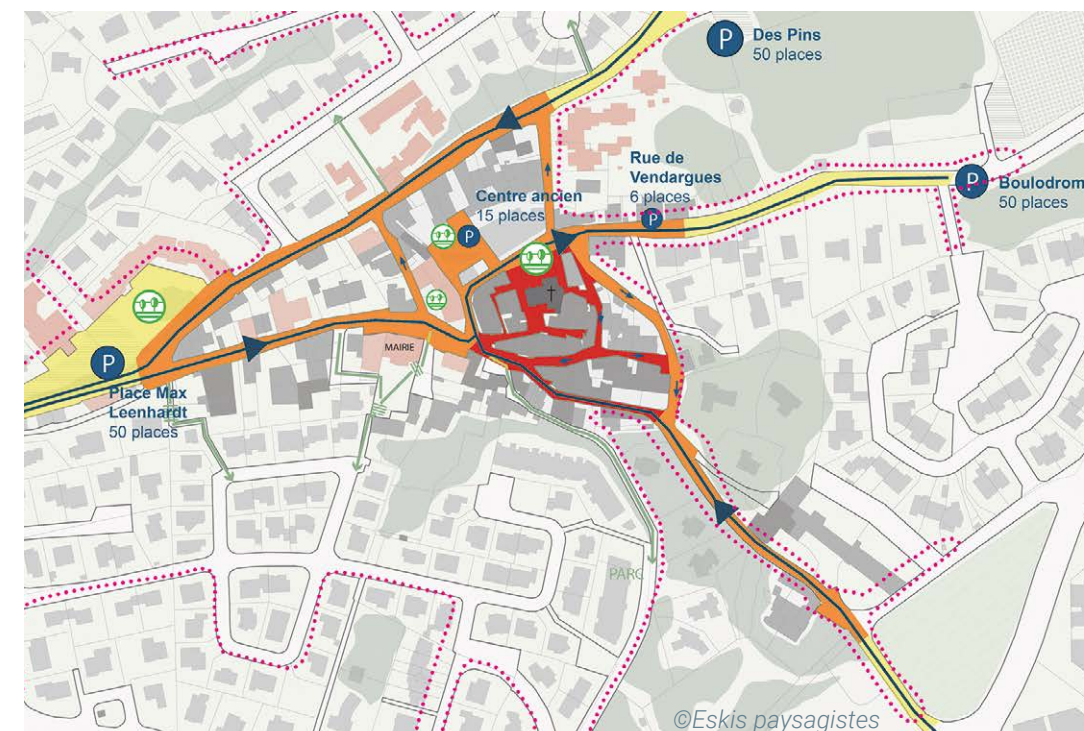 P
Des Pins
50 places
Rue de
Vendargues
6 places
P
P
Boulodrom
50 places
Centre ancien
15 places
P
MAIRIE
P
Place Max
Leenhardt
50 places
PARC
©Eskis paysagistes